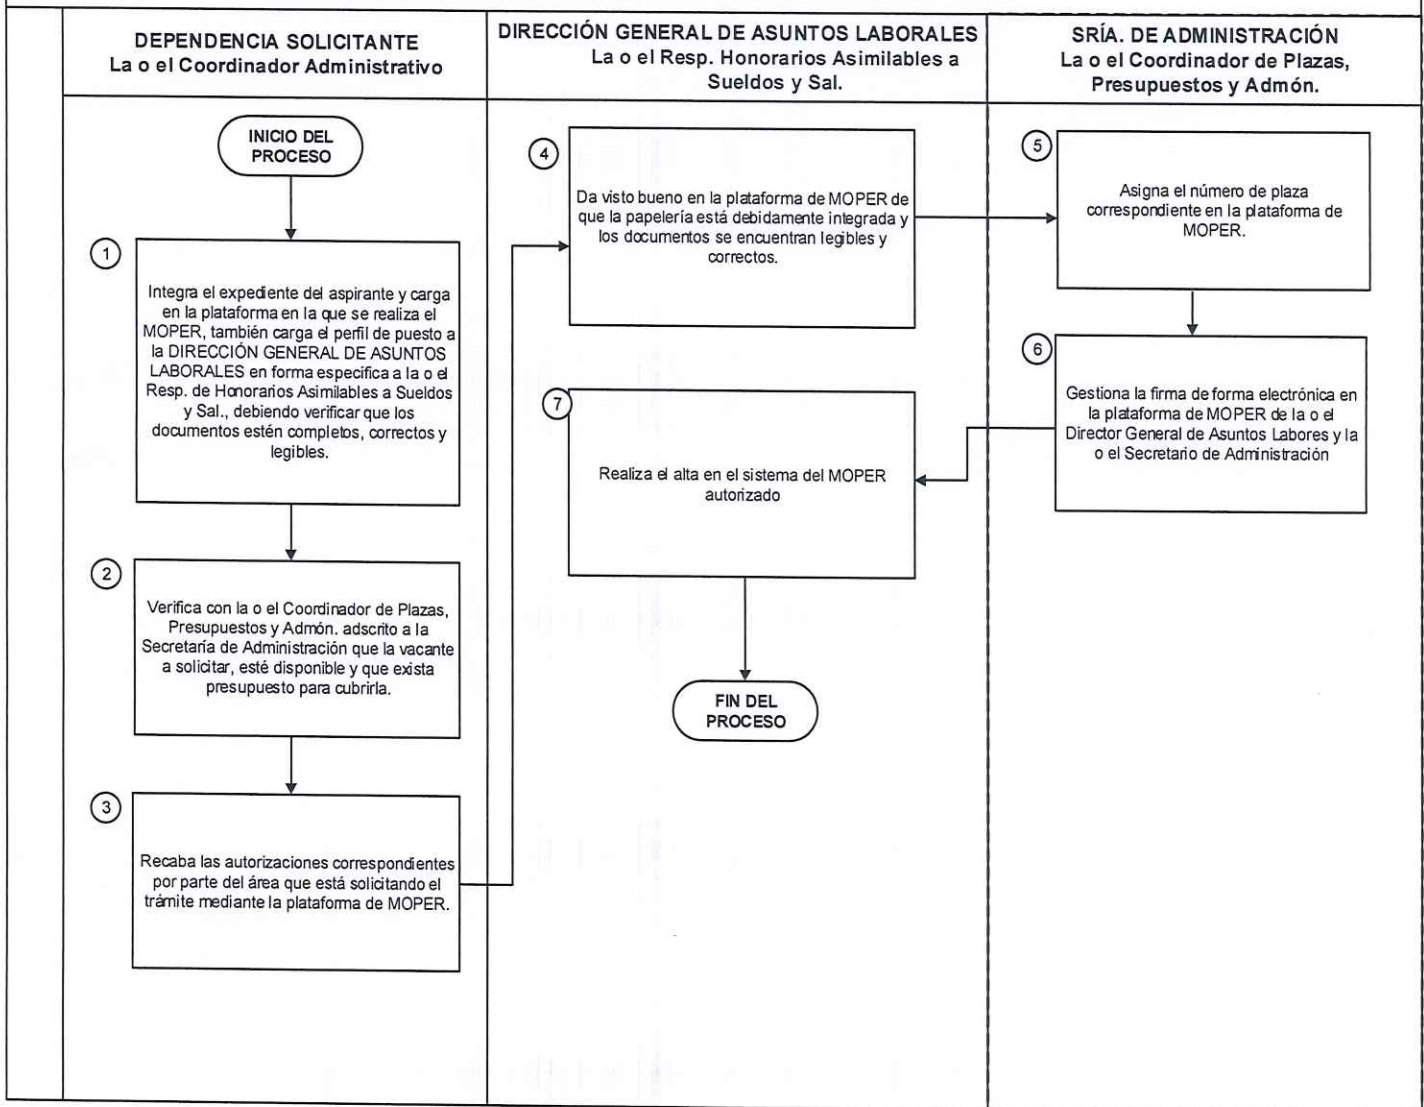 DEPENDENCIA SOLICITANTE
La o el Coordinador Administrativo
DIRECCIÓN GENERAL DE ASUNTOS LABORALES
La o el Resp. Honorarios Asimilables a
Sueldos y Sal.
SRÍA. DE ADMINISTRACIÓN
La o el Coordinador de Plazas,
Presupuestos y Admón.
INICIO DEL
PROCESO
1
Integra el expediente del aspirante y carga
en la plataforma en la que se realiza el
MOPER, también carga el perfil de puesto a
la DIRECCIÓN GENERAL DE ASUNTOS
LABORALES en forma especifica a la o el
Resp. de Honorarios Asimilables a Sueldos
y Sal., debiendo verificar que los
documentos estén completos, correctos y
legibles.
2
Verifica con la o el Coordinador de Plazas,
Presupuestos y Admón. adscrito a la
Secretaría de Administración que la vacante
a solicitar, esté disponible y que exista
presupuesto para cubrirla.
3
Recaba las autorizaciones correspondientes
por parte del área que está solicitando el
trámite mediante la plataforma de MOPER.
4
Da visto bueno en la plataforma de MOPER de
que la papelería está debidamente integrada y
los documentos se encuentran legibles y
correctos.
5
Asigna el número de plaza
correspondiente en la plataforma de
MOPER.
6
Gestiona la firma de forma electrónica en
la plataforma de MOPER de la o el
Director General de Asuntos Labores y la
o el Secretario de Administración
7
Realiza el alta en el sistema del MOPER
autorizado
FIN DEL
PROCESO